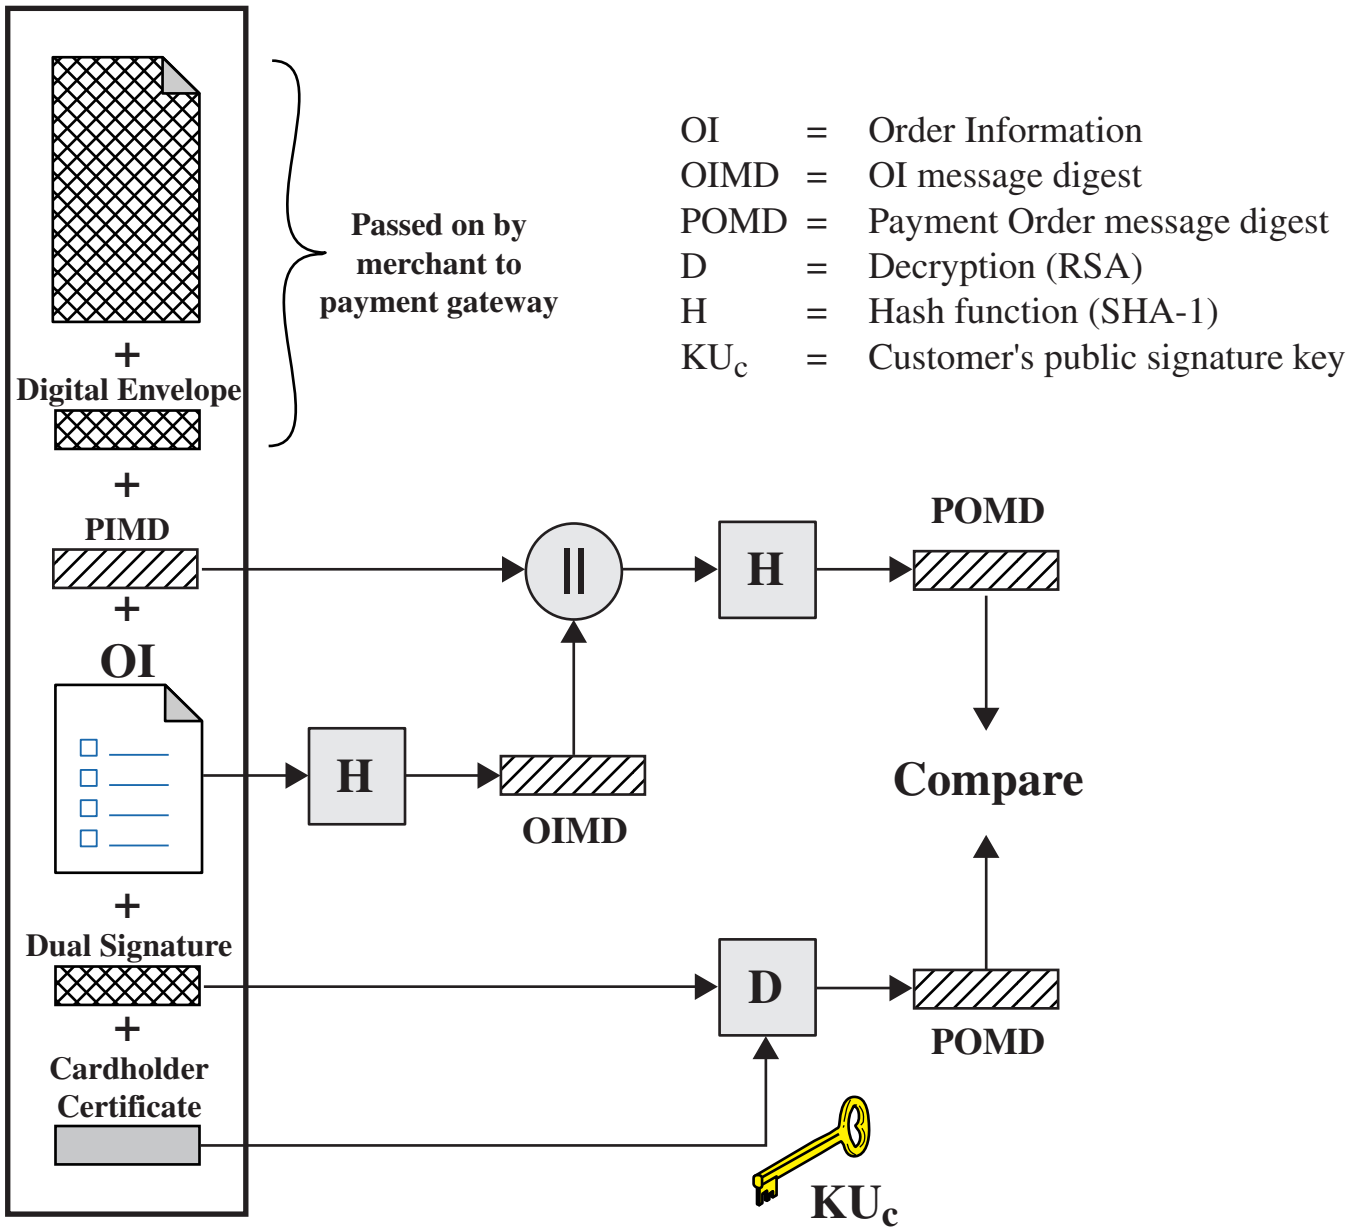 OI = Order Information
OIMD = OI message digest
POMD = Payment Order message digest
D = Decryption (RSA)
H = Hash function (SHA-1)
KUc = Customer's public signature key
Passed on by
merchant to
payment gateway
+
Digital Envelope
+
PIMD
+
OI
+
Dual Signature
+
Cardholder
Certificate
||
H
POMD
H
OIMD
Compare
D
POMD
KUc